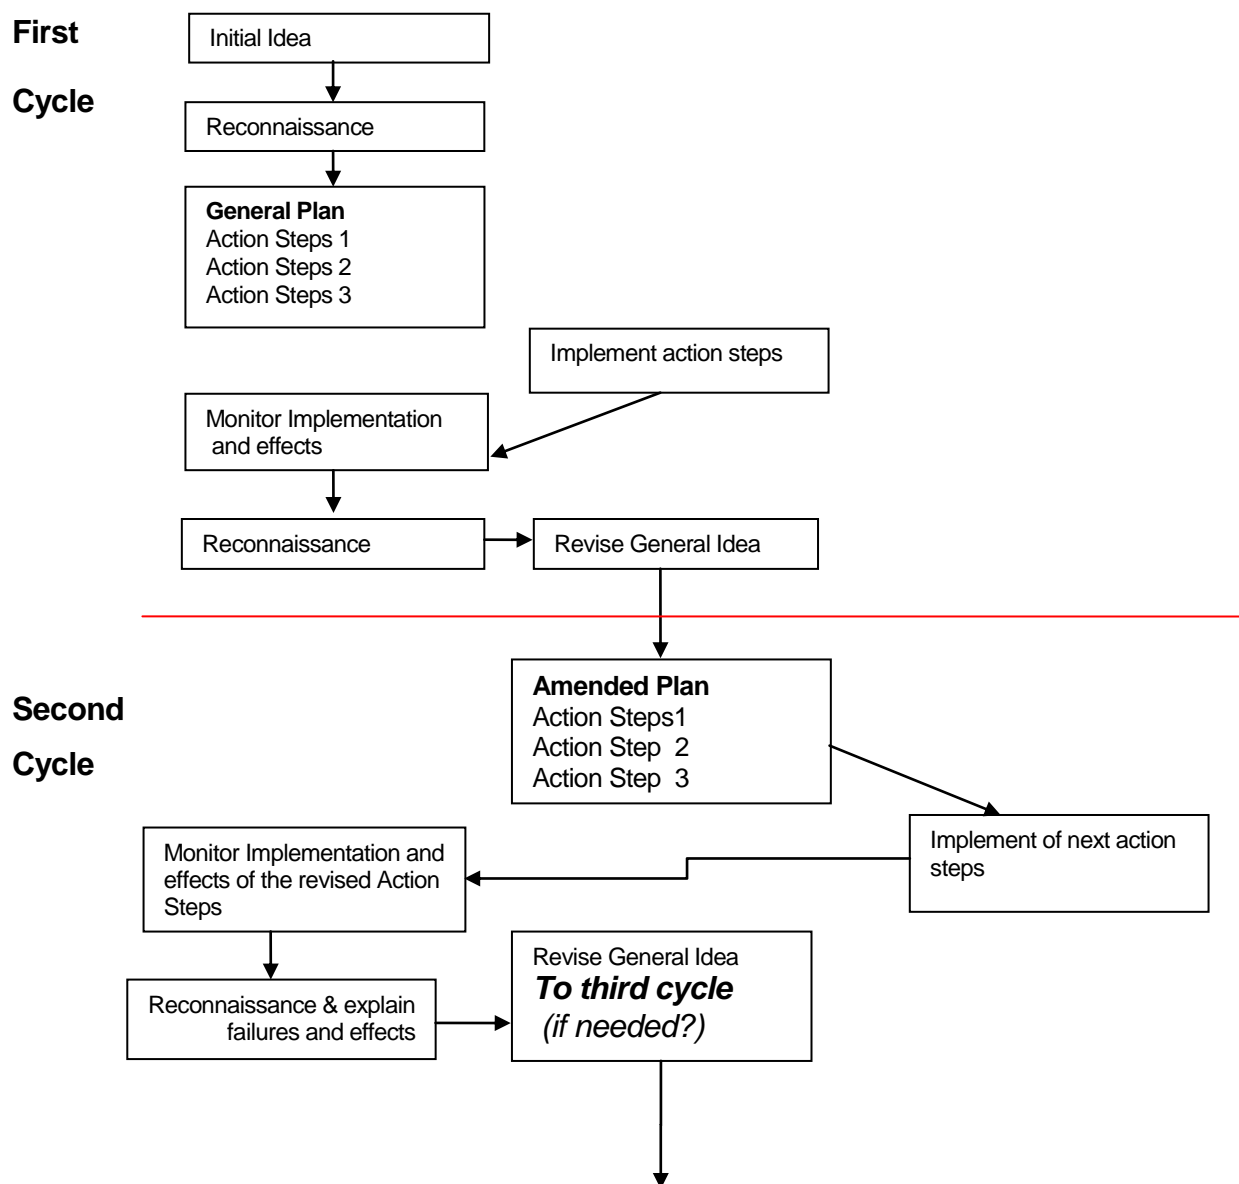 First
Cycle
Initial Idea
Reconnaissance
General Plan
Action Steps 1
Action Steps 2
Action Steps 3
Implement action steps
Monitor Implementation
and effects
Reconnaissance
Revise General Idea
Second
Cycle
Amended Plan
Action Steps1
Action Step 2
Action Step 3
Implement of next action
steps
Monitor Implementation and
effects of the revised Action
Steps
Reconnaissance & explain
failures and effects
Revise General Idea
To third cycle
(if needed?)